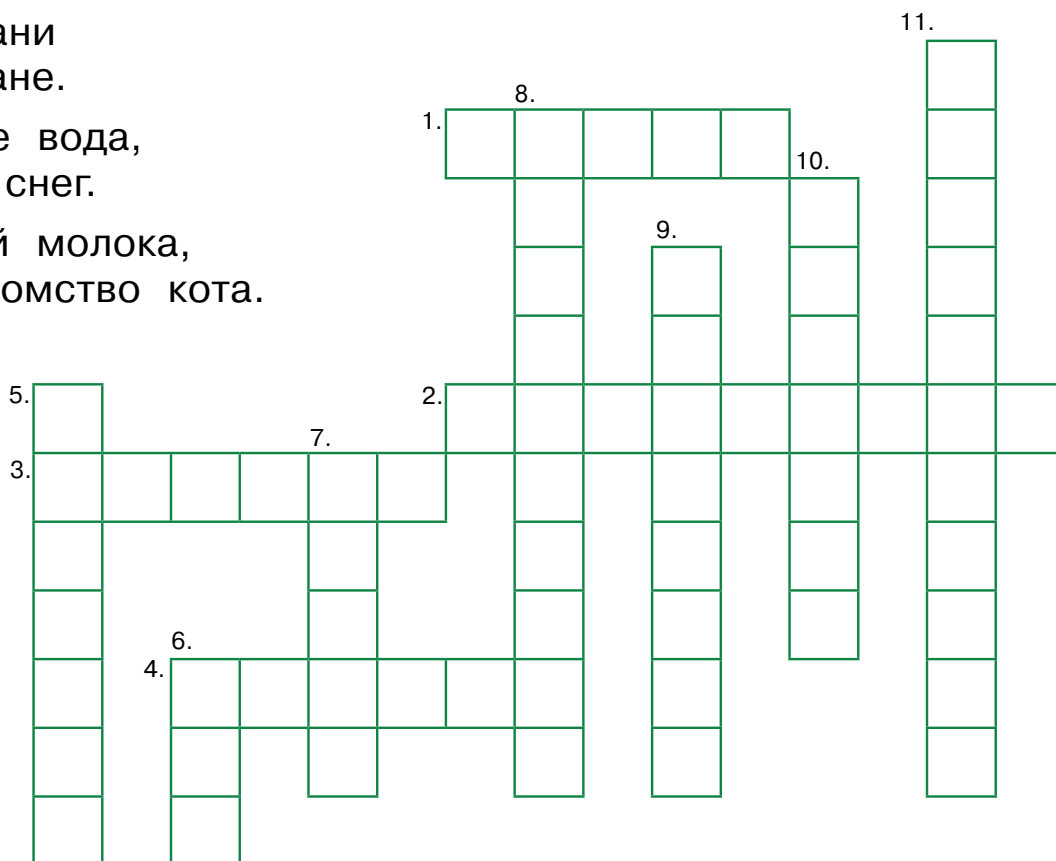 ани
ане.
е вода,
снег.
й молока,
омство кота.
11.
8.
1.
10.
9.
5.
2.
7.
3.
6.
4.